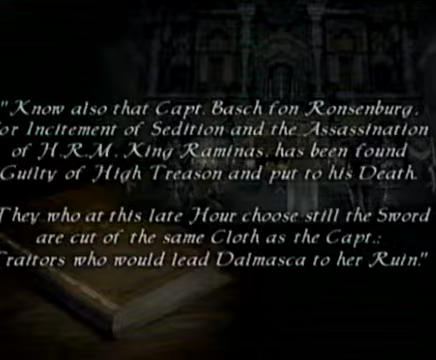 "Know also that Capt. Basch fon Ronsenburg,
for Incitement of Sedition and the Assassination
of H.R.M. King Raminas, has been found
Guilty of High Treason and put to his Death.
They who at this late Hour choose still the Sword
are cut of the same Cloth as the Capt.:
Traitors who would lead Dalmasca to her Ruin."